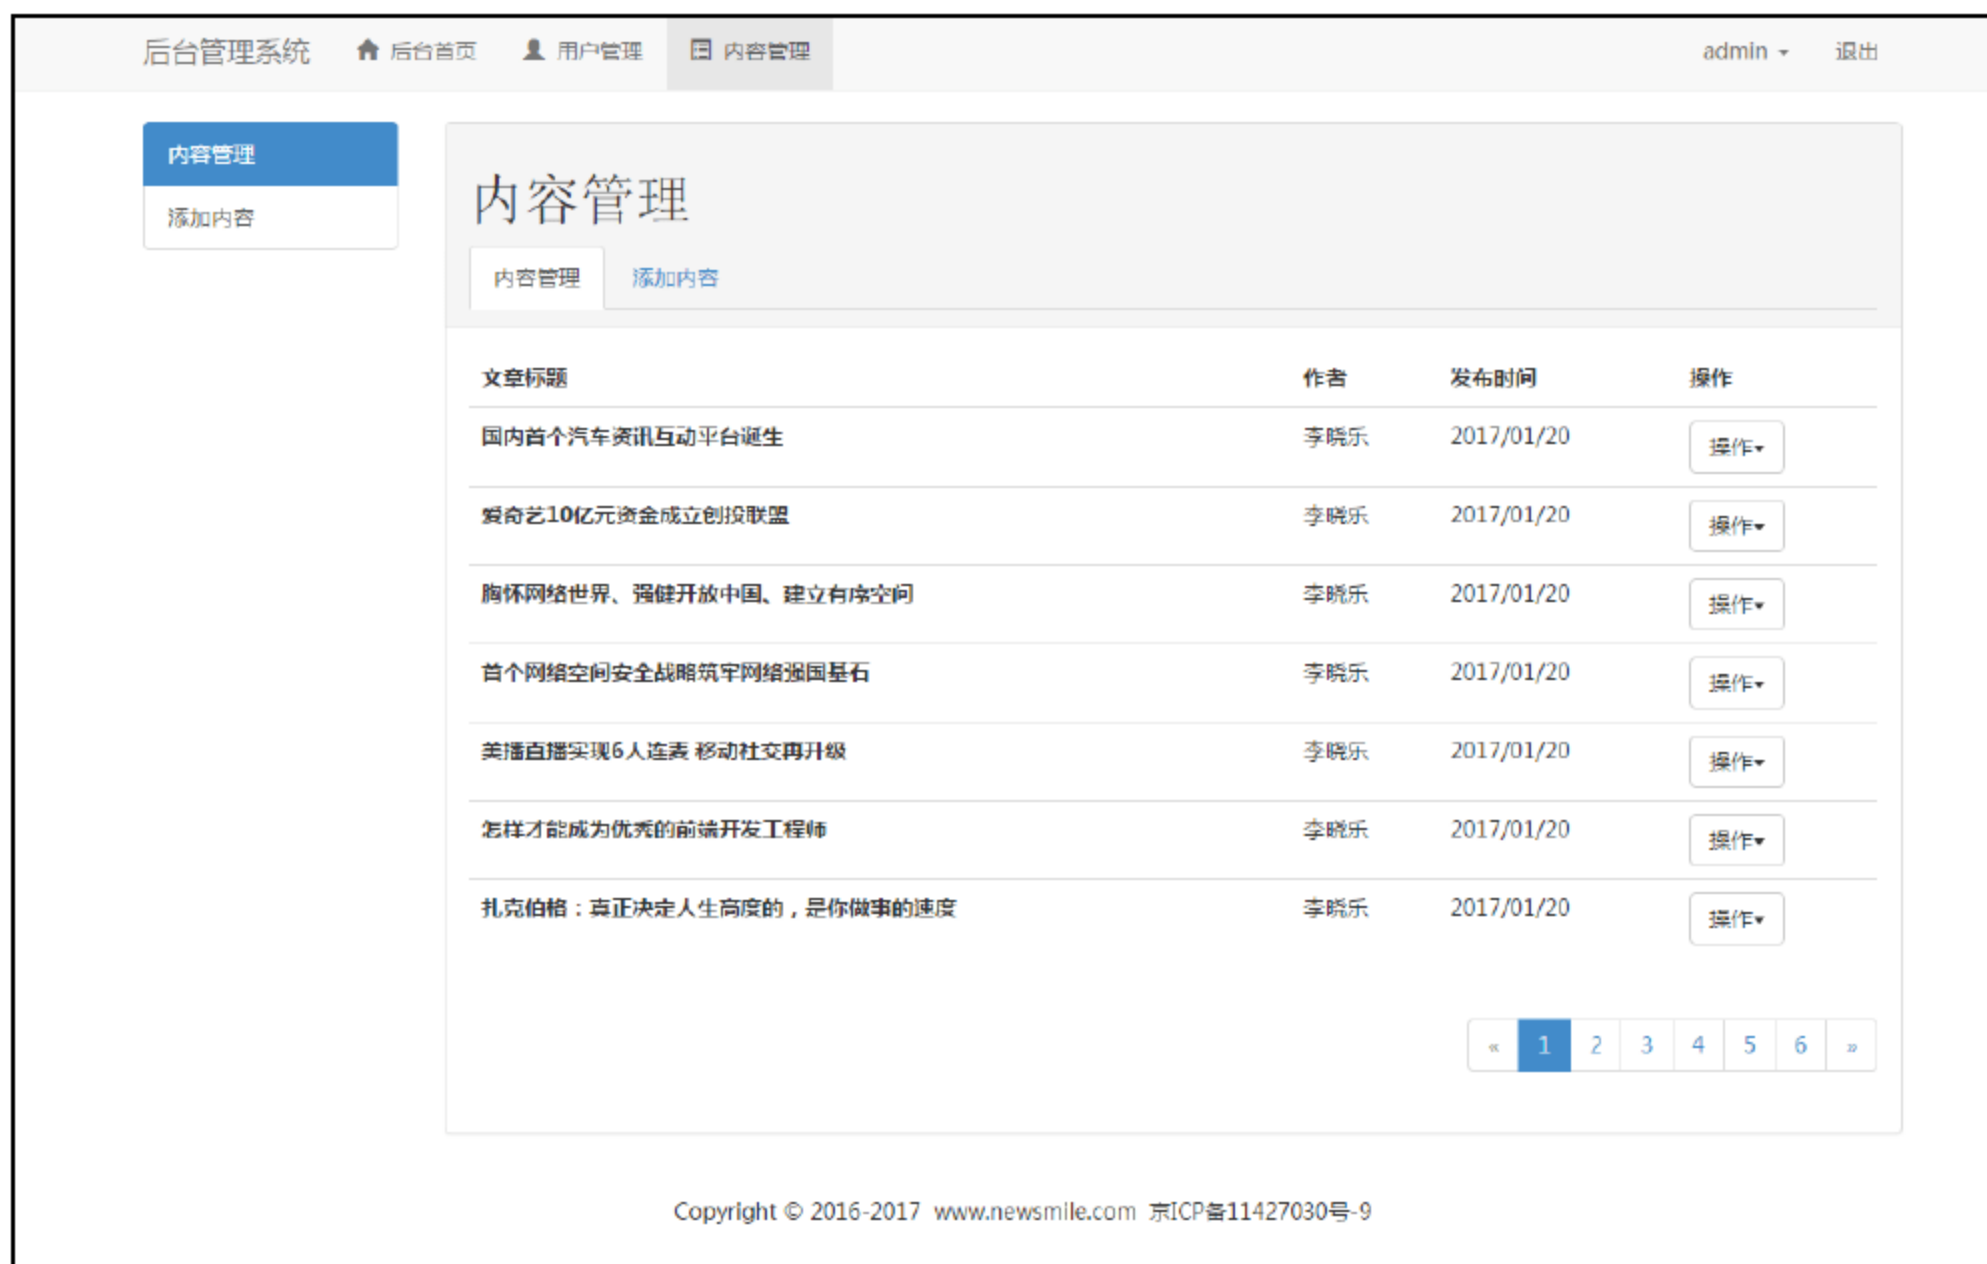 后台管理系统 后台首页 用户管理 内容管理 admin 退出
内容管理
添加内容
内容管理
内容管理 添加内容
文章标题 作者 发布时间 操作
国内首个汽车资讯互动平台诞生 李晓乐 2017/01/20 操作
爱奇艺10亿元资金成立创投联盟 李晓乐 2017/01/20 操作
胸怀网络世界、强健开放中国、建立有序空间 李晓乐 2017/01/20 操作
首个网络空间安全战略筑牢网络强国基石 李晓乐 2017/01/20 操作
美播直播实现6人连麦 移动社交再升级 李晓乐 2017/01/20 操作
怎样才能成为优秀的前端开发工程师 李晓乐 2017/01/20 操作
扎克伯格：真正决定人生高度的，是你做事的速度 李晓乐 2017/01/20 操作
« 1 2 3 4 5 6 »
Copyright © 2016-2017 www.newsmile.com 京ICP备11427030号-9